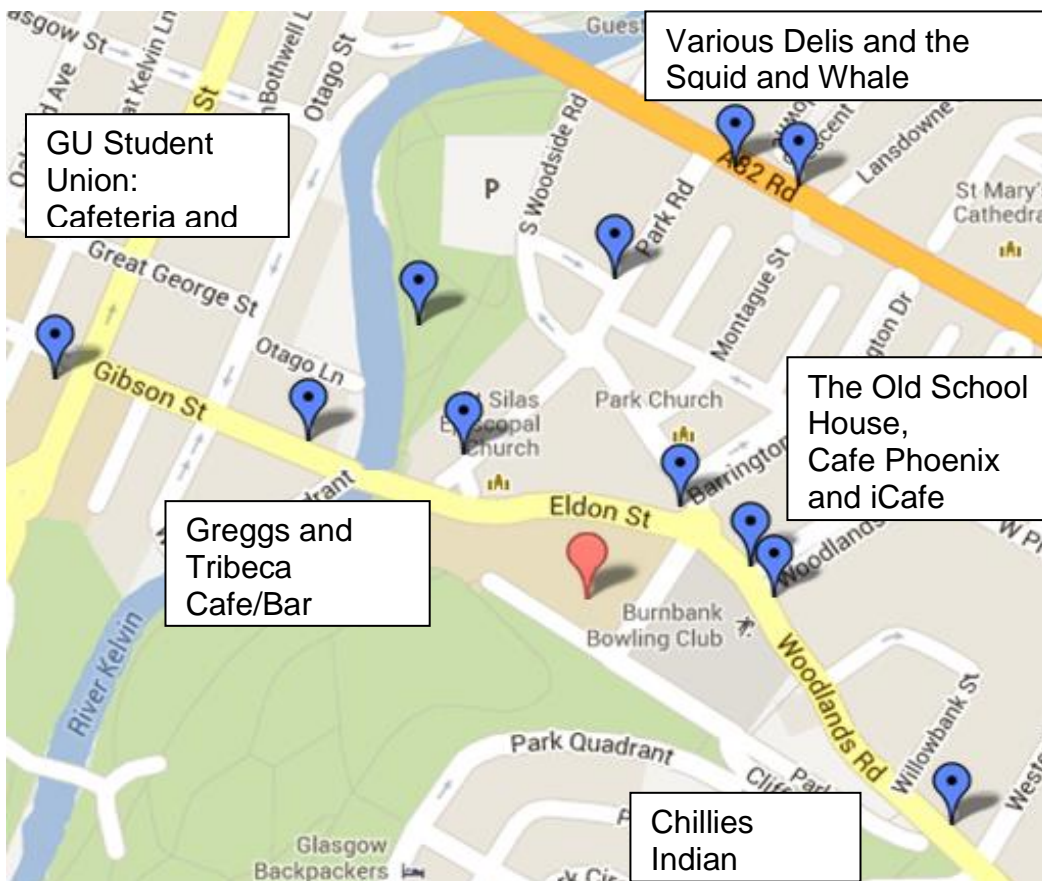 Glasgow St
Otago St
Guest
Various Delis and the
Squid and Whale
GU Student
Union:
Cafeteria and
St
P
S Woodside Rd
Park Rd
A82 Rd
Lansdowne
St Mary's
Cathedral
Great George St
Montague St
Otago Ln
Gibson St
Silas
Episcopal
Church
Park Church
The Old School
House,
Cafe Phoenix
and iCafe
Barrington
Eldon St
Greggs and
Tribeca
Cafe/Bar
Woodlands
Burnbank
Bowling Club
River Kelvin
Woodlands Rd
Willowbank St
Park Quadrant
Chillies
Indian
Glasgow
Backpackers